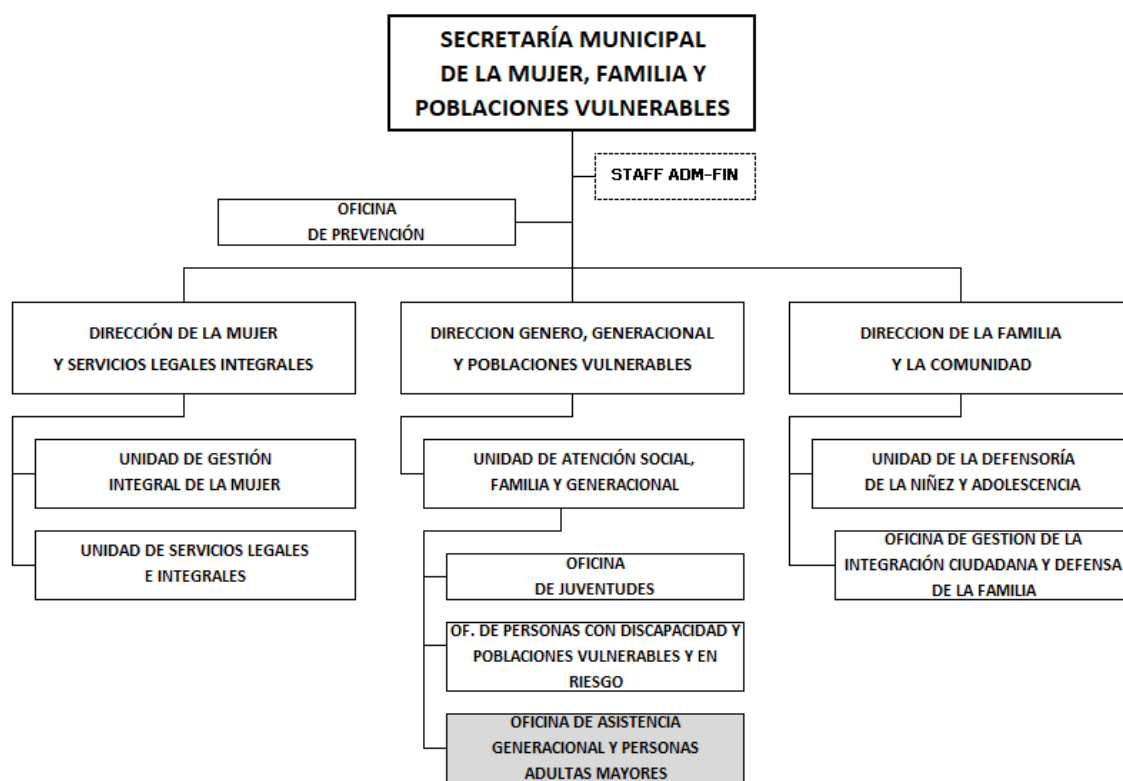 SECRETARÍA MUNICIPAL
DE LA MUJER, FAMILIA Y
POBLACIONES VULNERABLES
STAFF ADM-FIN
OFICINA
DE PREVENCIÓN
DIRECCIÓN DE LA MUJER
Y SERVICIOS LEGALES INTEGRALES
DIRECCION GENERO, GENERACIONAL
Y POBLACIONES VULNERABLES
DIRECCION DE LA FAMILIA
Y LA COMUNIDAD
UNIDAD DE GESTIÓN
INTEGRAL DE LA MUJER
UNIDAD DE SERVICIOS LEGALES
E INTEGRALES
UNIDAD DE ATENCIÓN SOCIAL,
FAMILIA Y GENERACIONAL
OFICINA
DE JUVENTUDES
OF. DE PERSONAS CON DISCAPACIDAD Y
POBLACIONES VULNERABLES Y EN
RIESGO
OFICINA DE ASISTENCIA
GENERACIONAL Y PERSONAS
ADULTAS MAYORES
UNIDAD DE LA DEFENSORÍA
DE LA NIÑEZ Y ADOLESCENCIA
OFICINA DE GESTION DE LA
INTEGRACIÓN CIUDADANA Y DEFENSA
DE LA FAMILIA